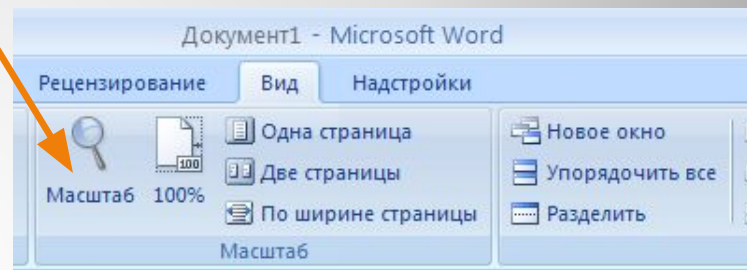 Документ1 - Microsoft Word
Рецензирование Вид Надстройки
Масштаб
100
100%
Одна страница
Две страницы
По ширине страницы
Масштаб
Новое окно
Упорядочить все
Разделить